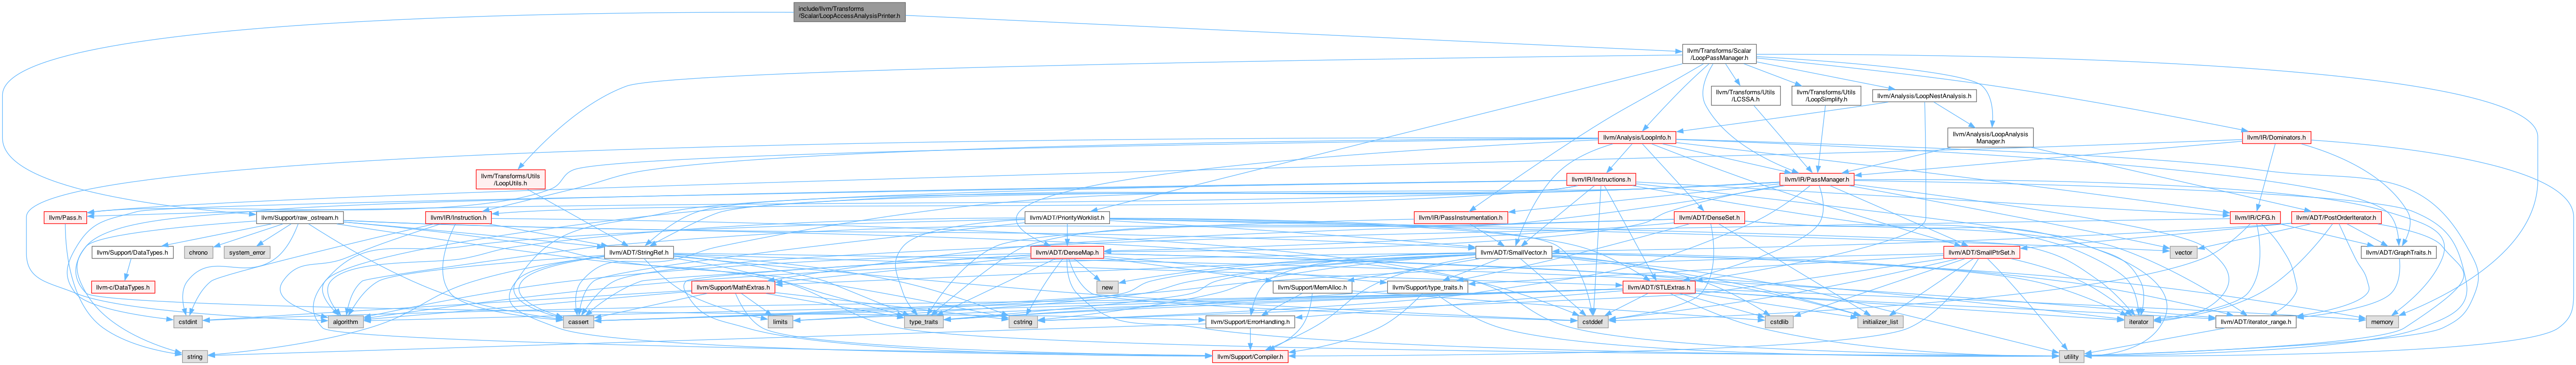 include/llvm/Transforms
/Scalar/LoopAccessAnalysisPrinter.h
llvm/Transforms/Scalar
/LoopPassManager.h
llvm/Transforms/Utils
/LCSSA.h
llvm/Transforms/Utils
/LoopSimplify.h
llvm/Analysis/LoopNestAnalysis.h
llvm/Analysis/LoopInfo.h
llvm/Analysis/LoopAnalysis
Manager.h
llvm/IR/Dominators.h
llvm/Transforms/Utils
/LoopUtils.h
llvm/IR/Instructions.h
llvm/IR/PassManager.h
llvm/Pass.h
llvm/Support/raw_ostream.h
llvm/IR/Instruction.h
llvm/ADT/PriorityWorklist.h
llvm/IR/PassInstrumentation.h
llvm/ADT/DenseSet.h
llvm/IR/CFG.h
llvm/ADT/PostOrderIterator.h
llvm/Support/DataTypes.h
chrono
system_error
llvm/ADT/StringRef.h
llvm/ADT/DenseMap.h
llvm/ADT/SmallVector.h
llvm/ADT/SmallPtrSet.h
vector
llvm/ADT/GraphTraits.h
llvm-c/DataTypes.h
llvm/Support/MathExtras.h
new
llvm/Support/MemAlloc.h
llvm/Support/type_traits.h
llvm/ADT/STLExtras.h
cstdint
algorithm
cassert
limits
type_traits
cstring
llvm/Support/ErrorHandling.h
cstddef
cstdlib
initializer_list
iterator
llvm/ADT/iterator_range.h
memory
string
llvm/Support/Compiler.h
utility